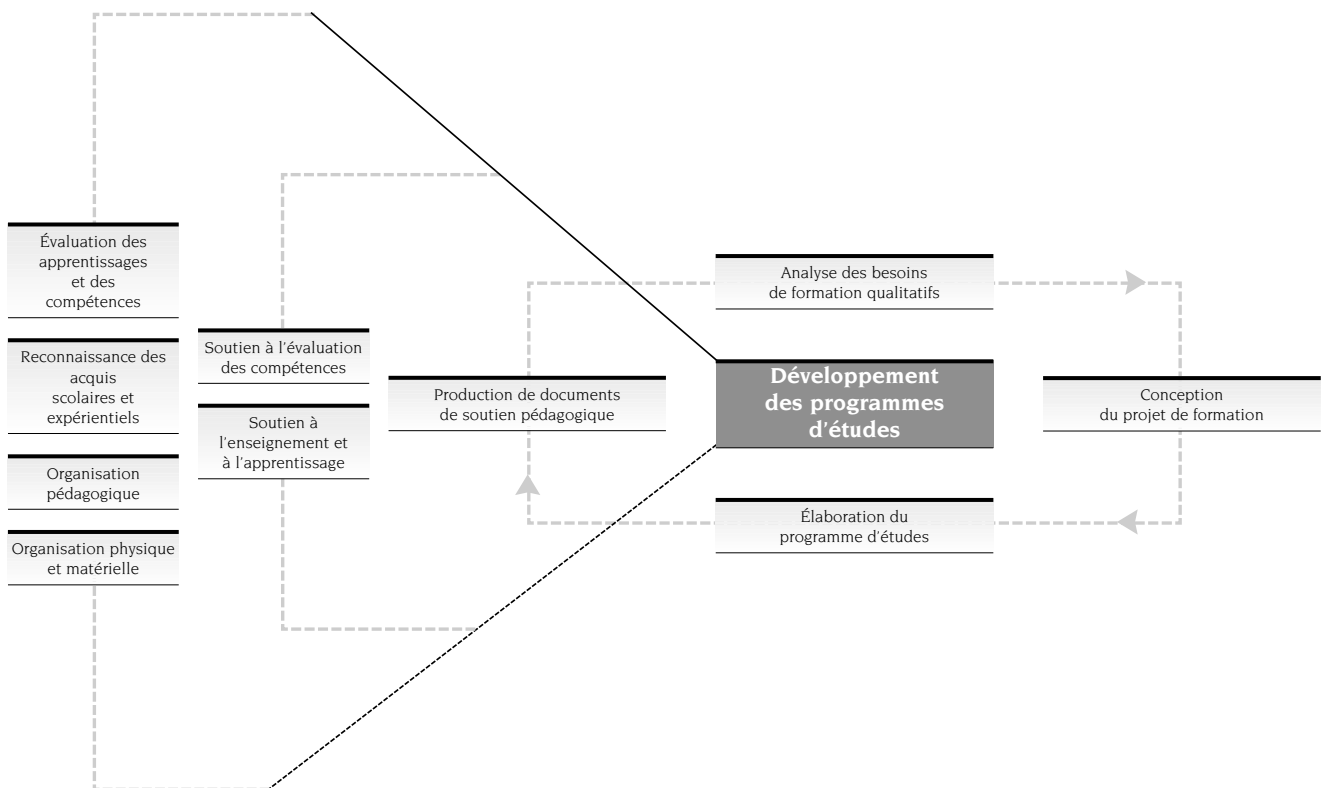 Évaluation des
apprentissages
et des
compétences
Reconnaissance des
acquis
scolaires et
expérientiels
Organisation
pédagogique
Organisation physique
et matérielle
Soutien à l'évaluation
des compétences
Soutien à
l'enseignement et
à l'apprentissage
Production de documents
de soutien pédagogique
Analyse des besoins
de formation qualitatifs
Développement
des programmes
d'études
Élaboration du
programme d'études
Conception
du projet de formation